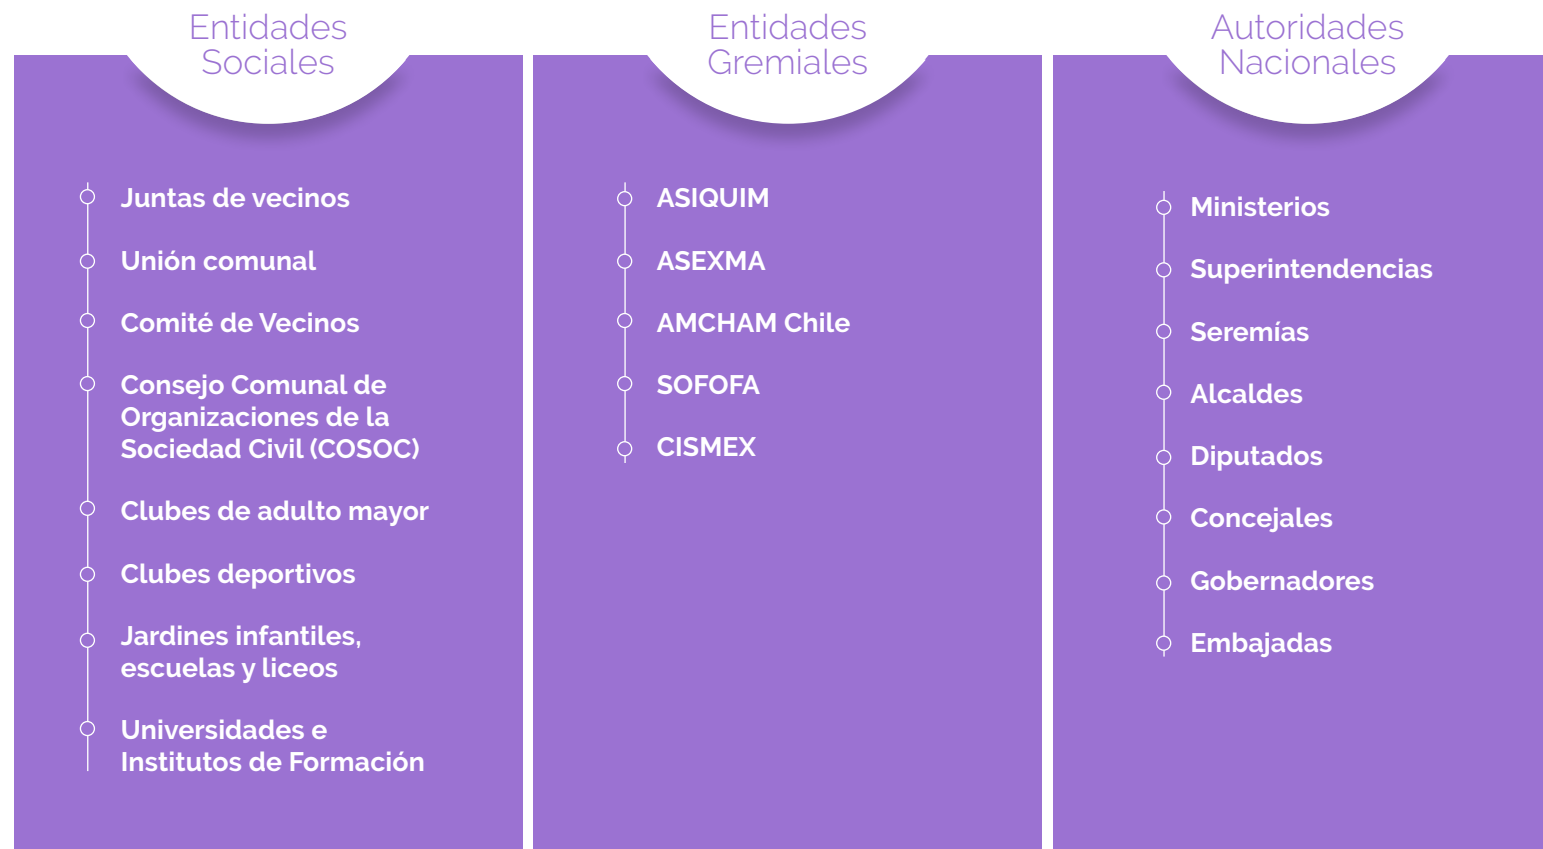 Entidades
Sociales
Juntas de vecinos
Unión comunal
Comité de Vecinos
Consejo Comunal de
Organizaciones de la
Sociedad Civil (COSOC)
Clubes de adulto mayor
Clubes deportivos
Jardines infantiles,
escuelas y liceos
Universidades e
Institutos de Formación
Entidades
Gremiales
ASIQUIM
ASEXMA
AMCHAM Chile
SOFOFA
CISMEX
Autoridades
Nacionales
Ministerios
Superintendencias
Seremías
Alcaldes
Diputados
Concejales
Gobernadores
Embajadas